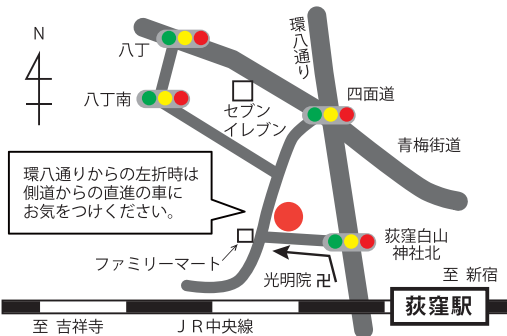 N
八丁
環八通り
八丁南
セブン
イレブン
四面道
青梅街道
環八通りからの左折時は
側道からの直進の車に
お気をつけください。
荻窪白山
神社北
ファミリーマート
光明院 卍
至 新宿
荻窪駅
至 吉祥寺
ＪＲ中央線